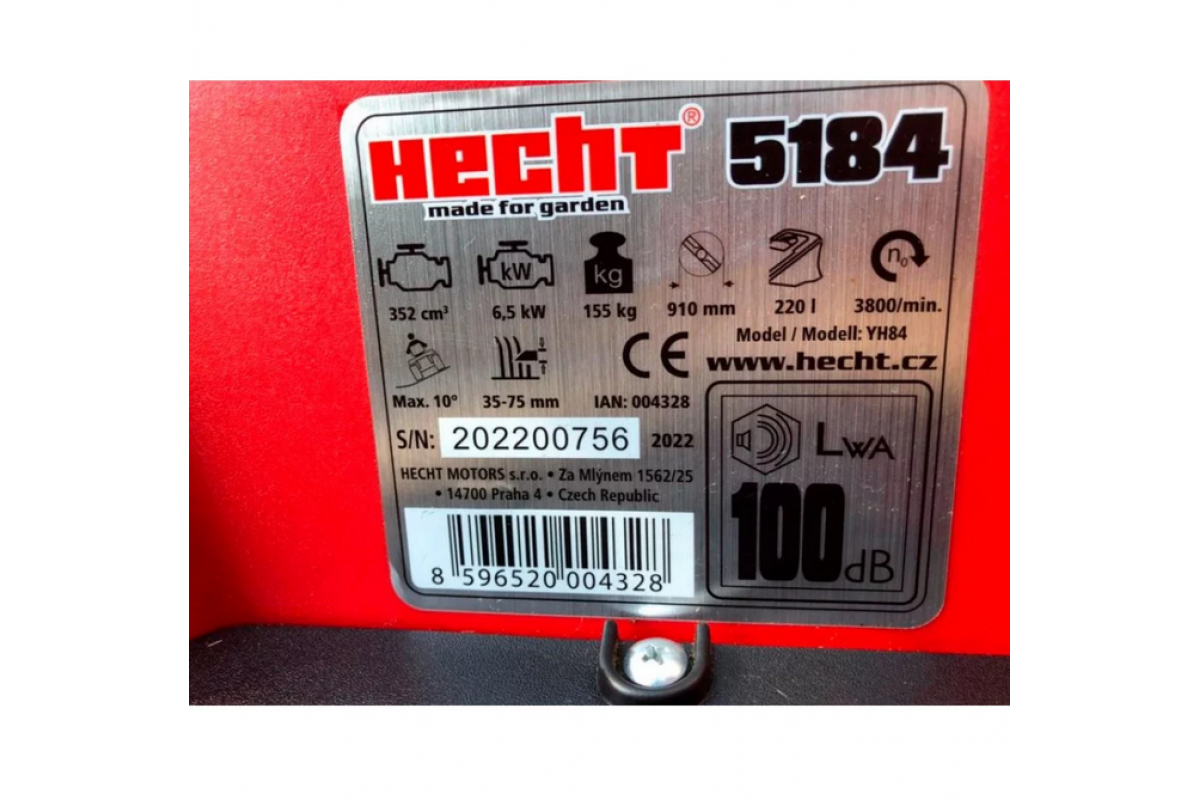 HECHT® 5184
made for garden
kW
kg
n₀
352 cm³ 6,5 kW 155 kg 910 mm 220 l 3800/min.
Model / Modell: YH84
CE www.hecht.cz
Max. 10° 35-75 mm IAN: 004328
S/N: 202200756 2022
LWA
HECHT MOTORS s.r.o. • Za Mlýnem 1562/25
• 14700 Praha 4 • Czech Republic
100dB
8 596520 004328